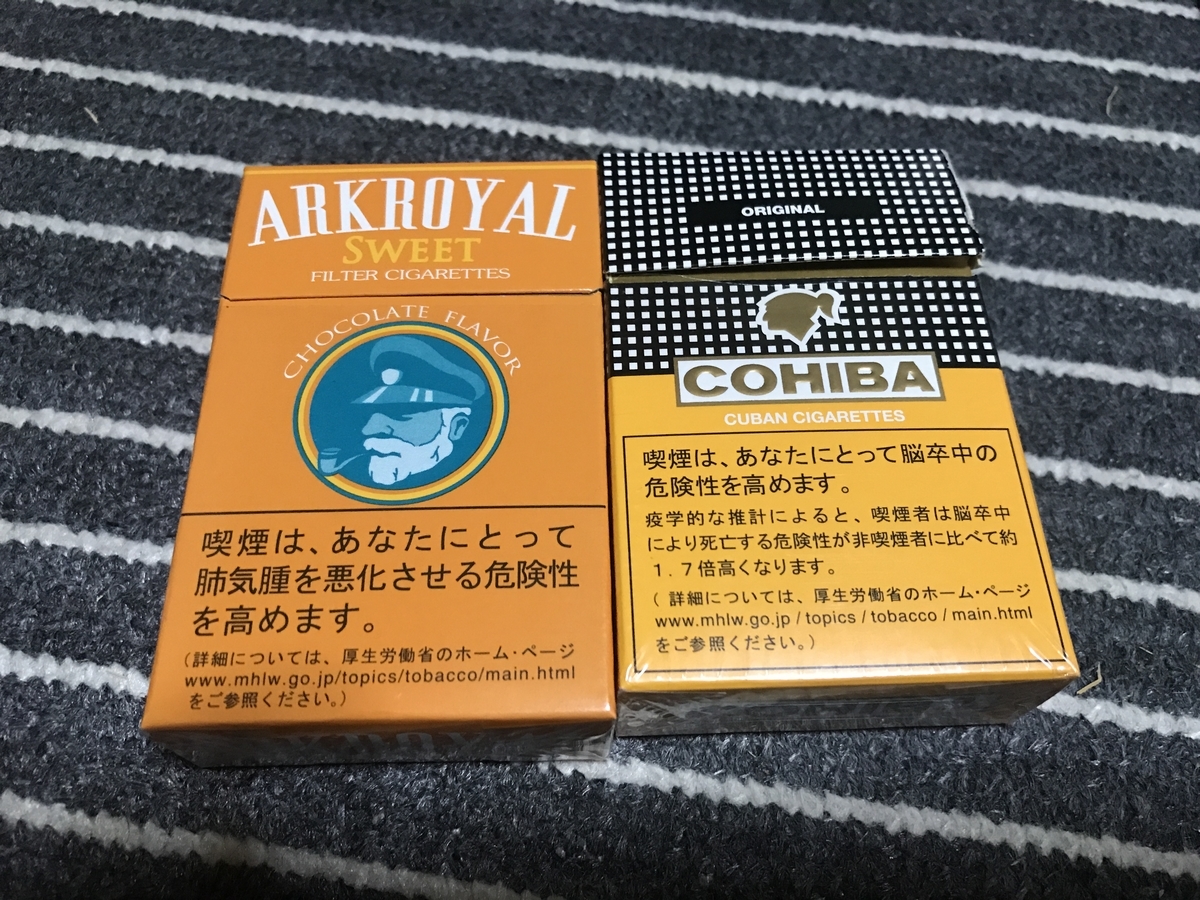 ARKROYAL
SWEET
FILTER CIGARETTES
CHOCOLATE FLAVOR
喫煙は、あなたにとって
肺気腫を悪化させる危険性
を高めます。
(詳細については、厚生労働省のホーム・ページ
www.mhlw.go.jp/topics/tobacco/main.html
をご参照ください。)
ARKROYAL
ORIGINAL
COHIBA
CUBAN CIGARETTES
喫煙は、あなたにとって脳卒中の
危険性を高めます。
疫学的な推計によると、喫煙者は脳卒中
により死亡する危険性が非喫煙者に比べて約
1.7倍高くなります。
( 詳細については、厚生労働省のホーム・ページ
www.mhlw.go.jp / topics / tobacco / main.html
をご参照ください。)